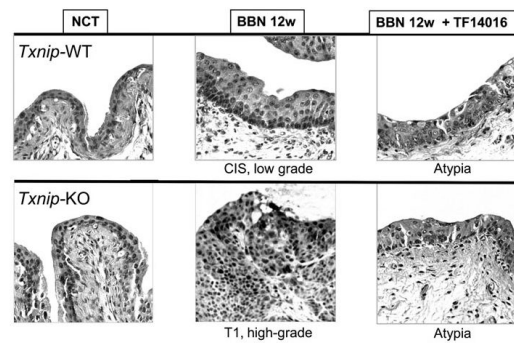 NCT BBN 12w BBN 12w + TF14016
Txnip-WT
CIS, low grade Atypia
Txnip-KO
T1, high-grade Atypia